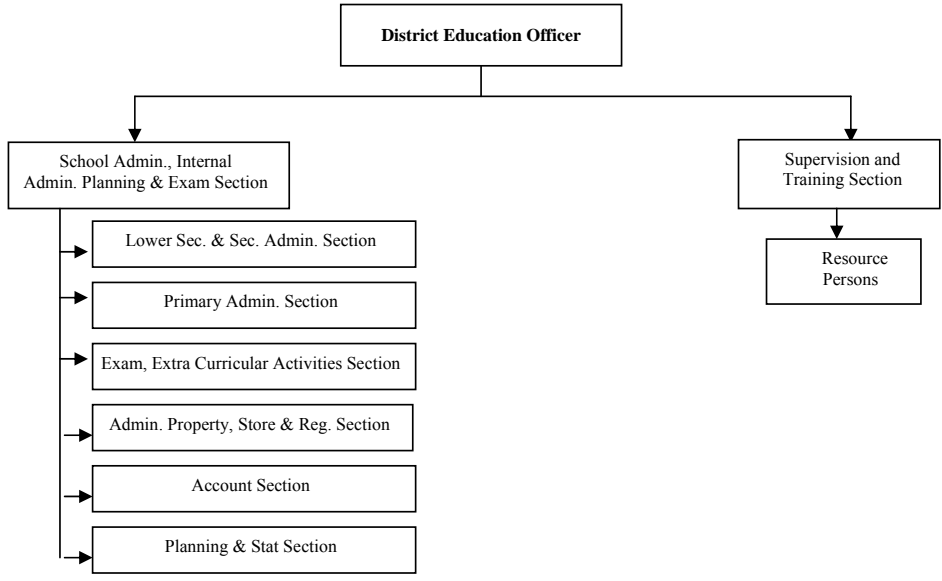 District Education Officer
School Admin., Internal
Admin. Planning & Exam Section
Supervision and
Training Section
Lower Sec. & Sec. Admin. Section
Resource
Persons
Primary Admin. Section
Exam, Extra Curricular Activities Section
Admin. Property, Store & Reg. Section
Account Section
Planning & Stat Section